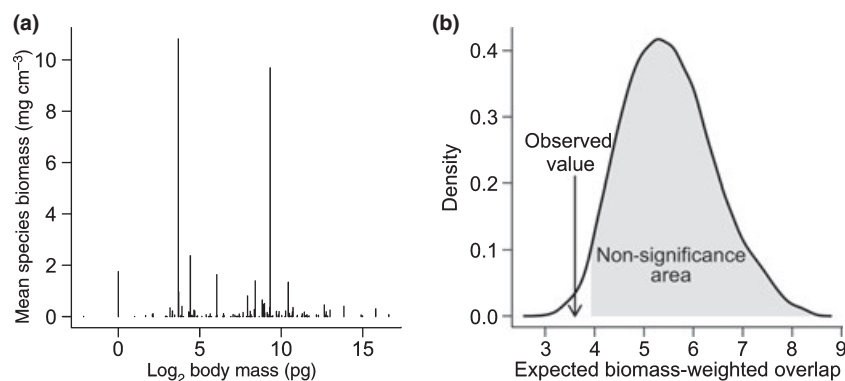 (a)
Mean species biomass (mg cm⁻³)
10
8
6
4
2
0
0 5 10 15
Log₂ body mass (pg)
(b)
Density
0.4
0.3
0.2
0.1
0.0
Observed
value
Non-significance
area
3 4 5 6 7 8 9
Expected biomass-weighted overlap